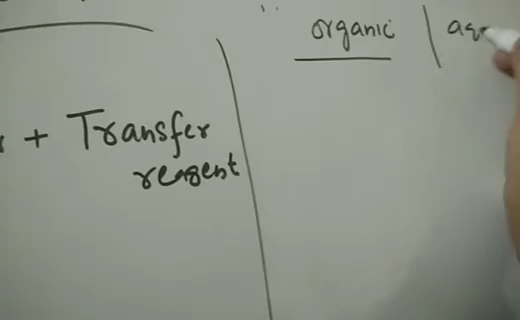 organic
+ Transfer
reagent